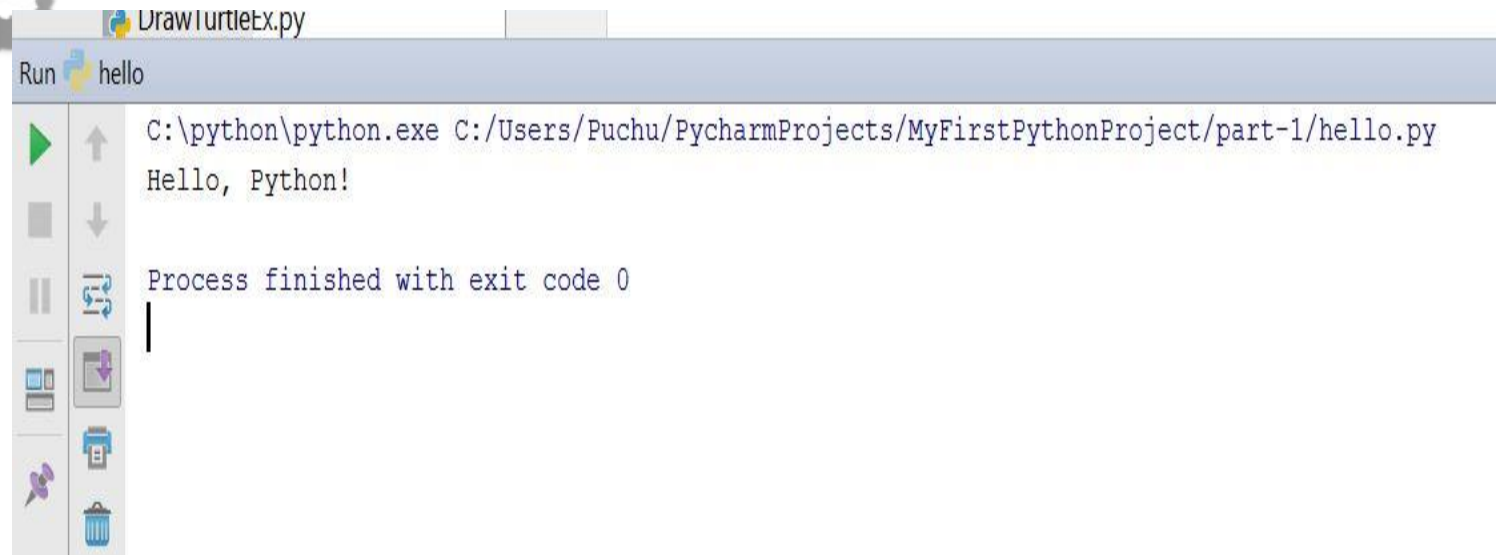 DrawTurtleEx.py
Run hello
C:\python\python.exe C:/Users/Puchu/PycharmProjects/MyFirstPythonProject/part-1/hello.py
Hello, Python!
Process finished with exit code 0